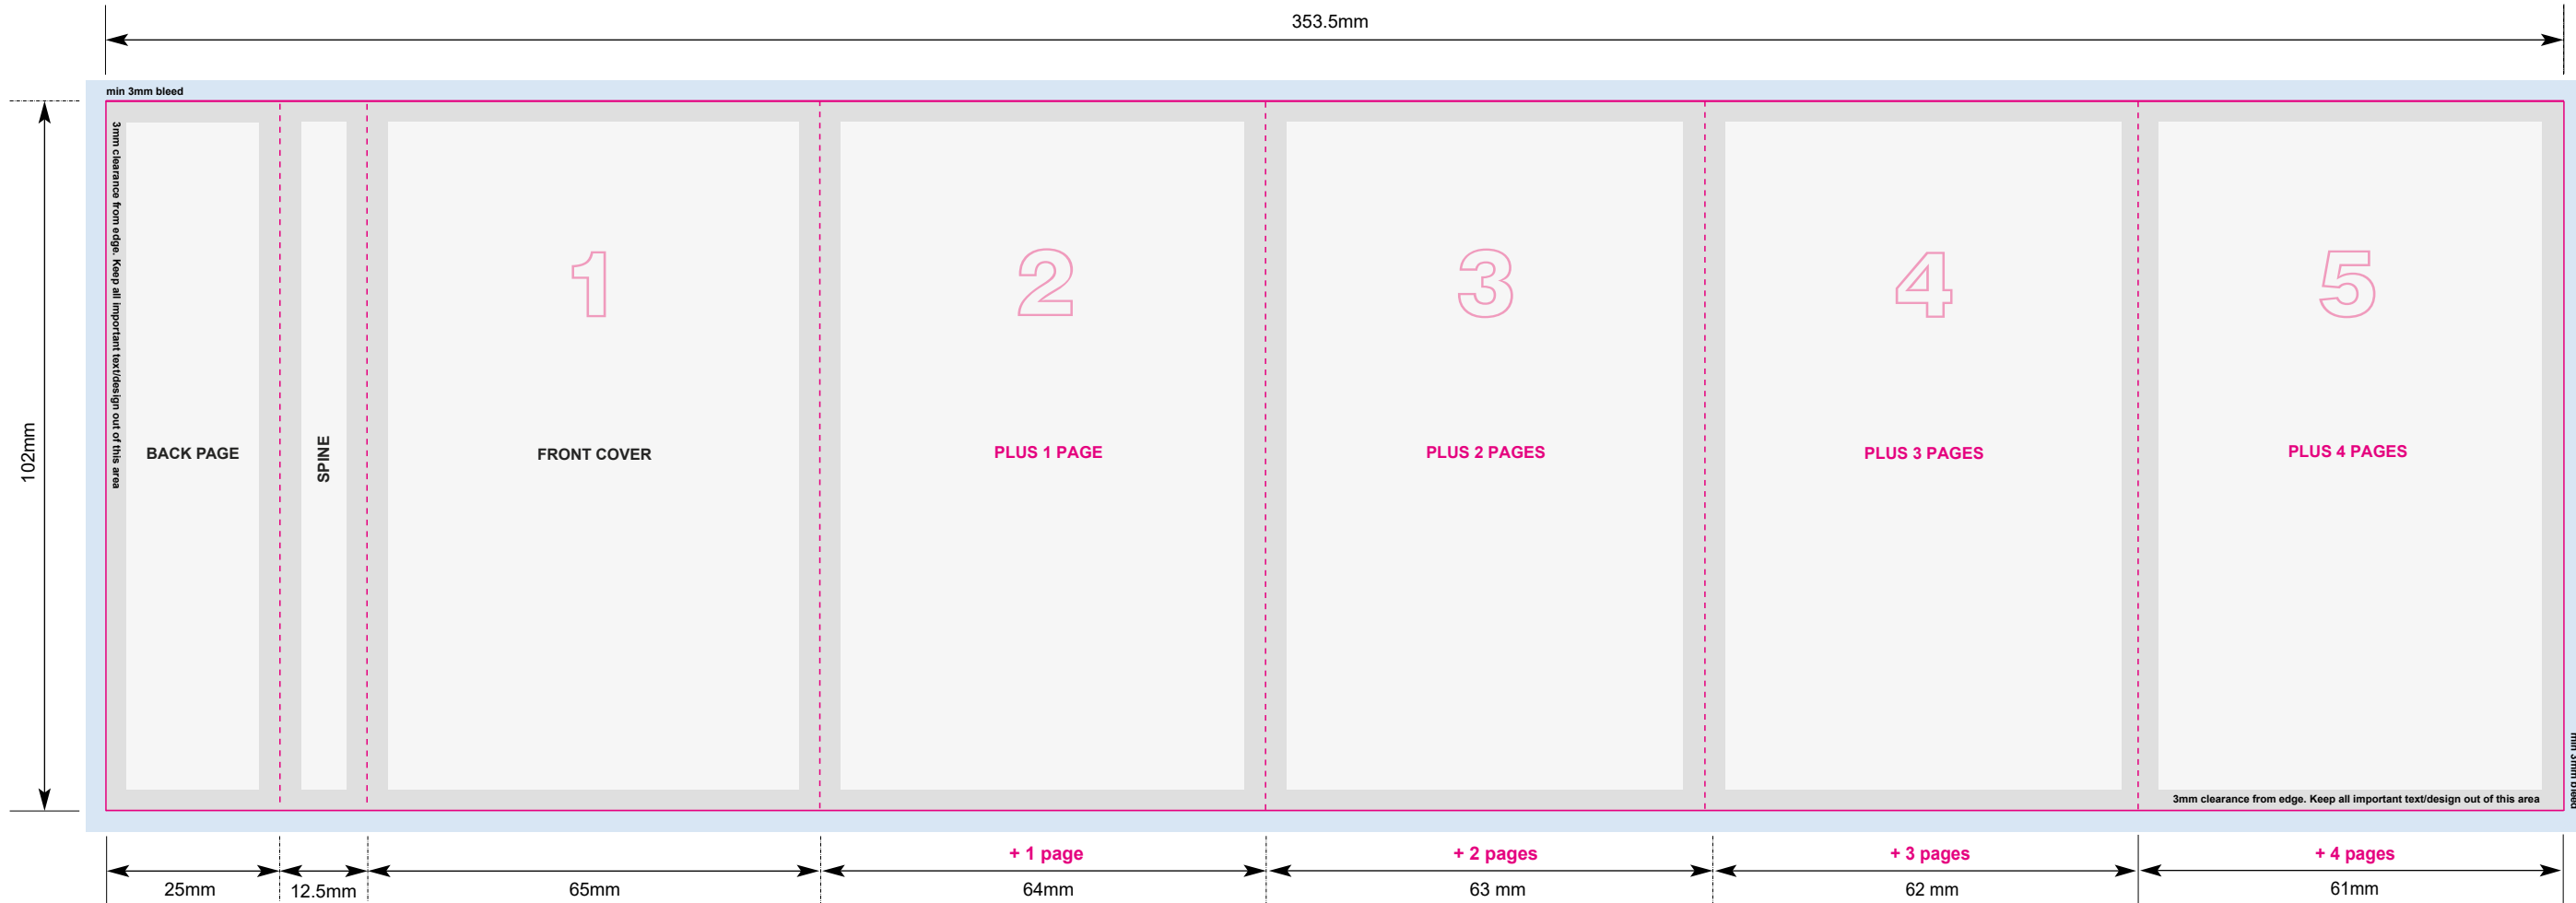 353.5mm
min 3mm bleed
3mm clearance from edge. Keep all important text/design out of this area
102mm
1
2
3
4
5
BACK PAGE
SPINE
FRONT COVER
PLUS 1 PAGE
PLUS 2 PAGES
PLUS 3 PAGES
PLUS 4 PAGES
min 3mm bleed
3mm clearance from edge. Keep all important text/design out of this area
+ 1 page
+ 2 pages
+ 3 pages
+ 4 pages
25mm
12.5mm
65mm
64mm
63 mm
62 mm
61mm